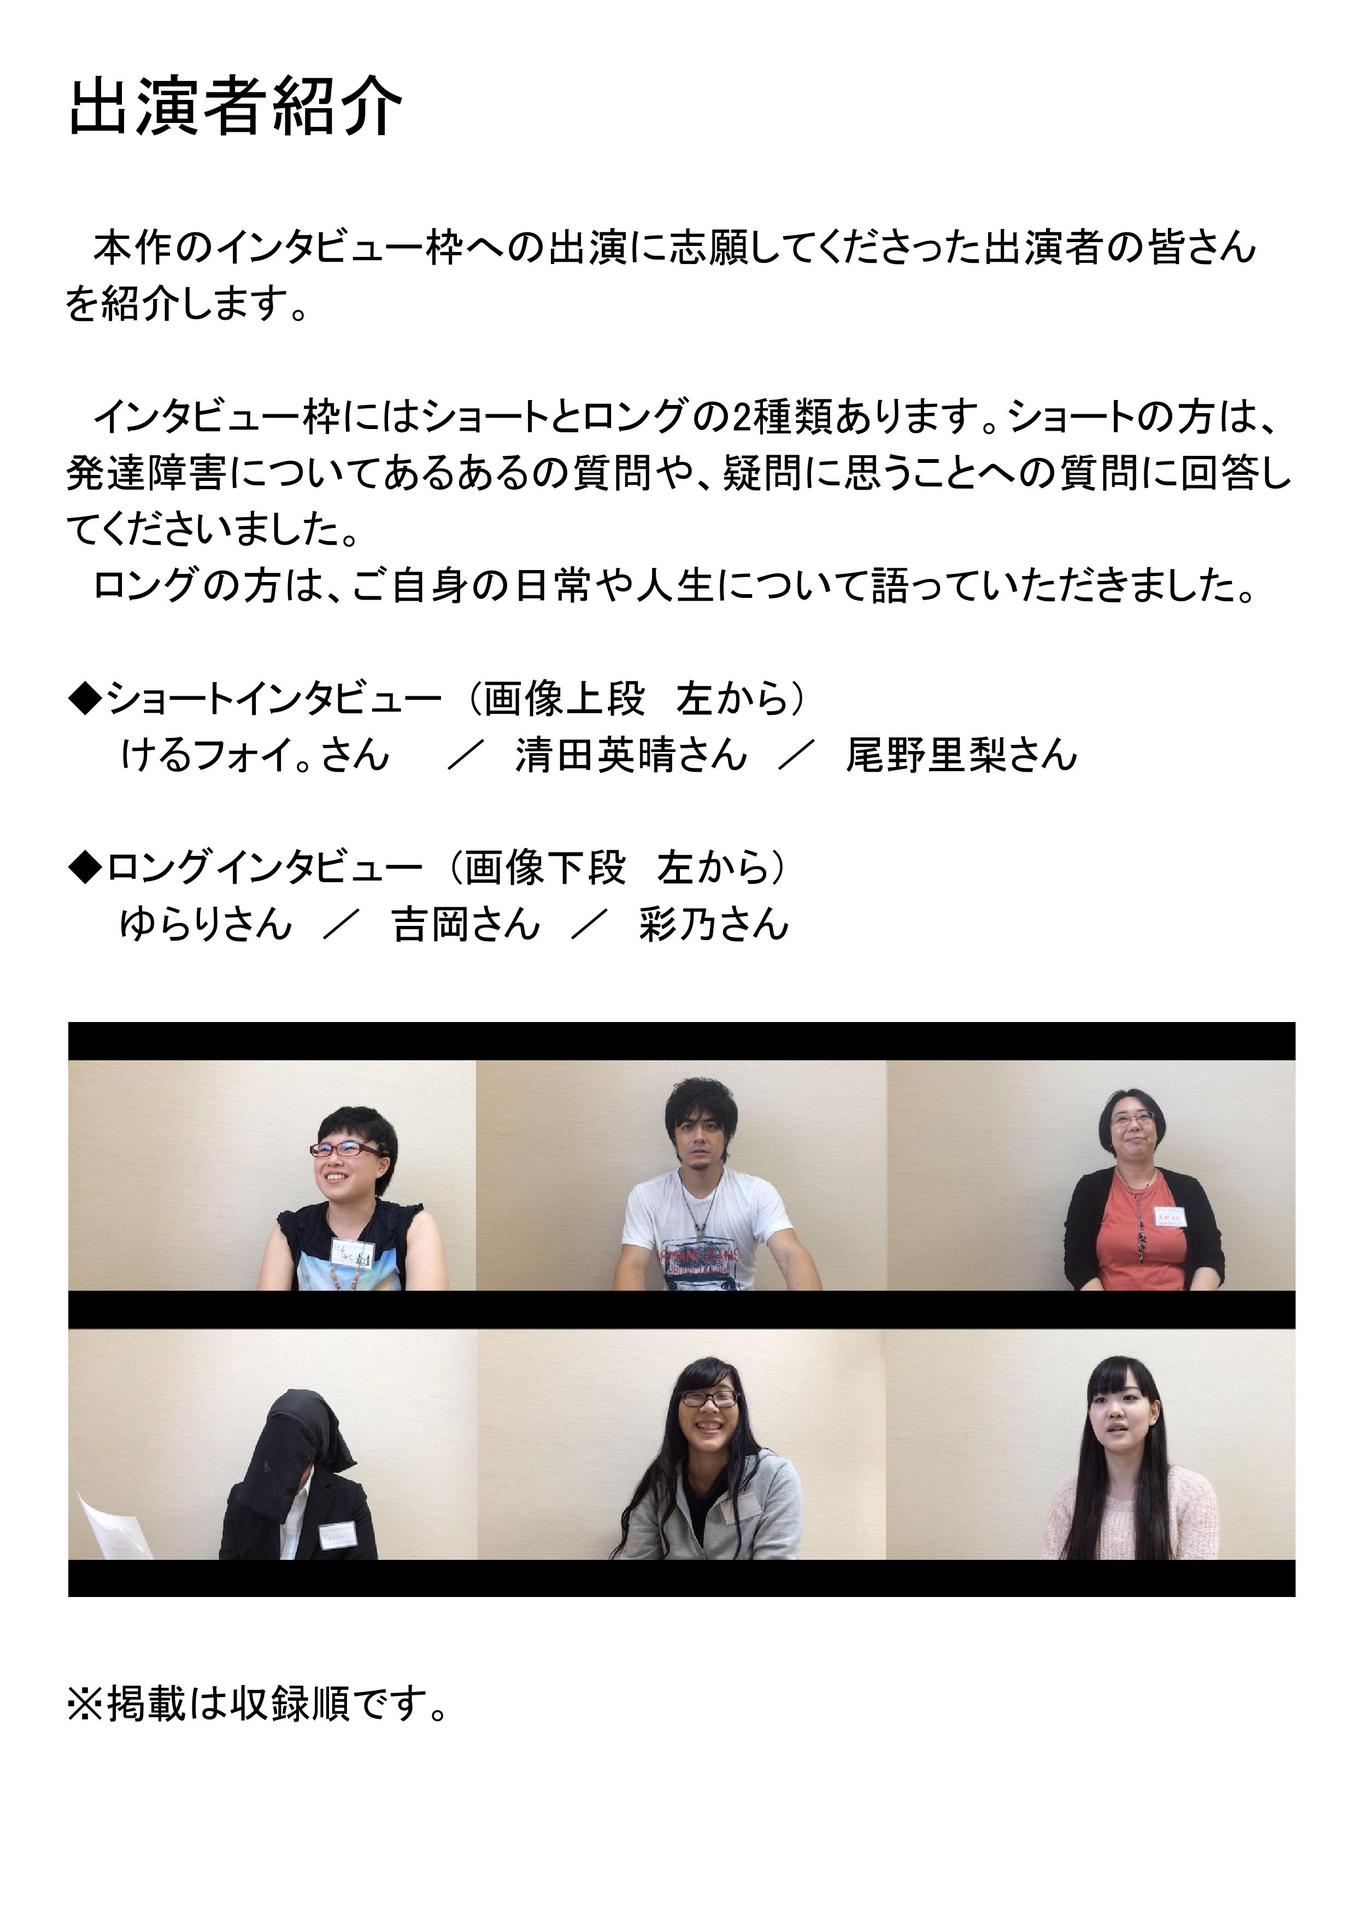 出演者紹介
本作のインタビュー枠への出演に志願してくださった出演者の皆さん
を紹介します。
インタビュー枠にはショートとロングの2種類あります。ショートの方は、
発達障害についてあるあるの質問や、疑問に思うことへの質問に回答し
てくださいました。
ロングの方は、ご自身の日常や人生について語っていただきました。
◆ショートインタビュー（画像上段　左から）
けるフォイ。さん　／　清田英晴さん　／　尾野里梨さん
◆ロングインタビュー（画像下段　左から）
ゆらりさん　／　吉岡さん　／　彩乃さん
※掲載は収録順です。